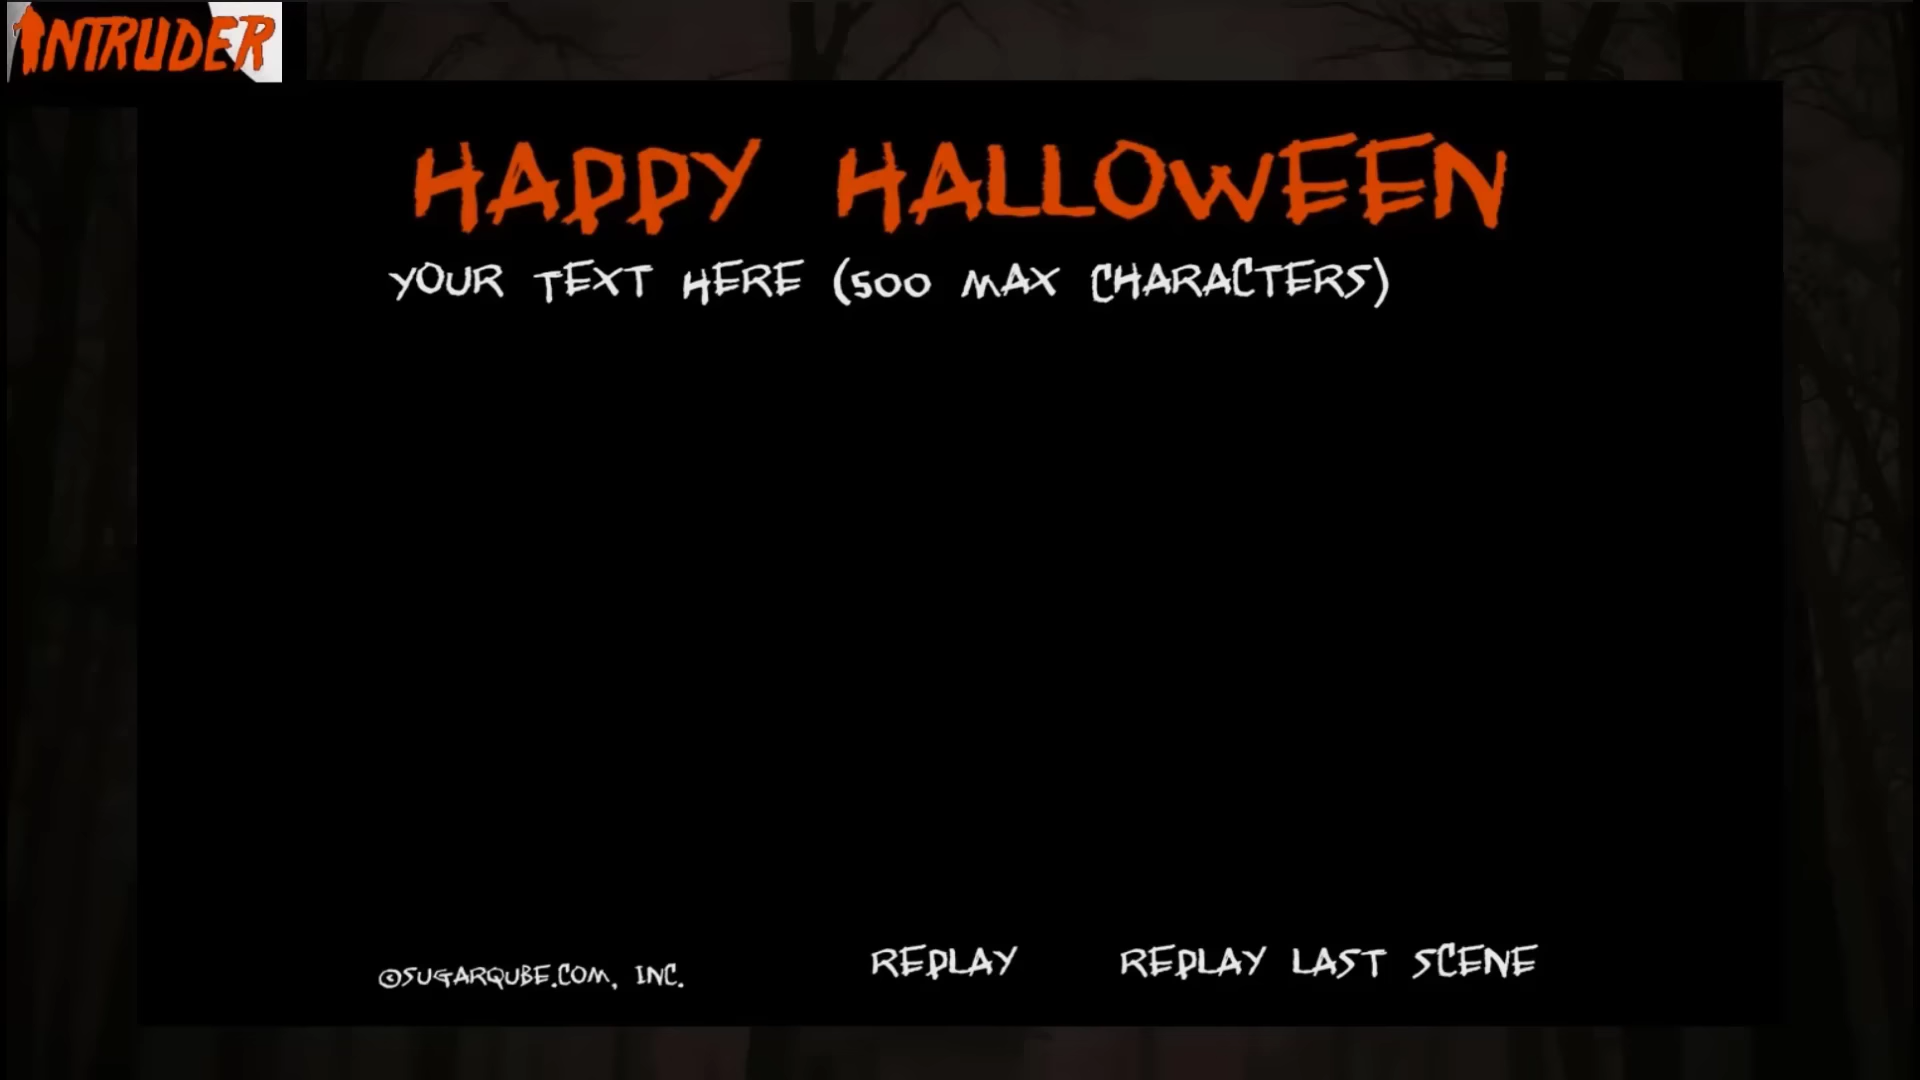 INTRUDER
HAPPY HALLOWEEN
YOUR TEXT HERE (500 MAX CHARACTERS)
©SUGARQUBE.COM, INC.
REPLAY
REPLAY LAST SCENE